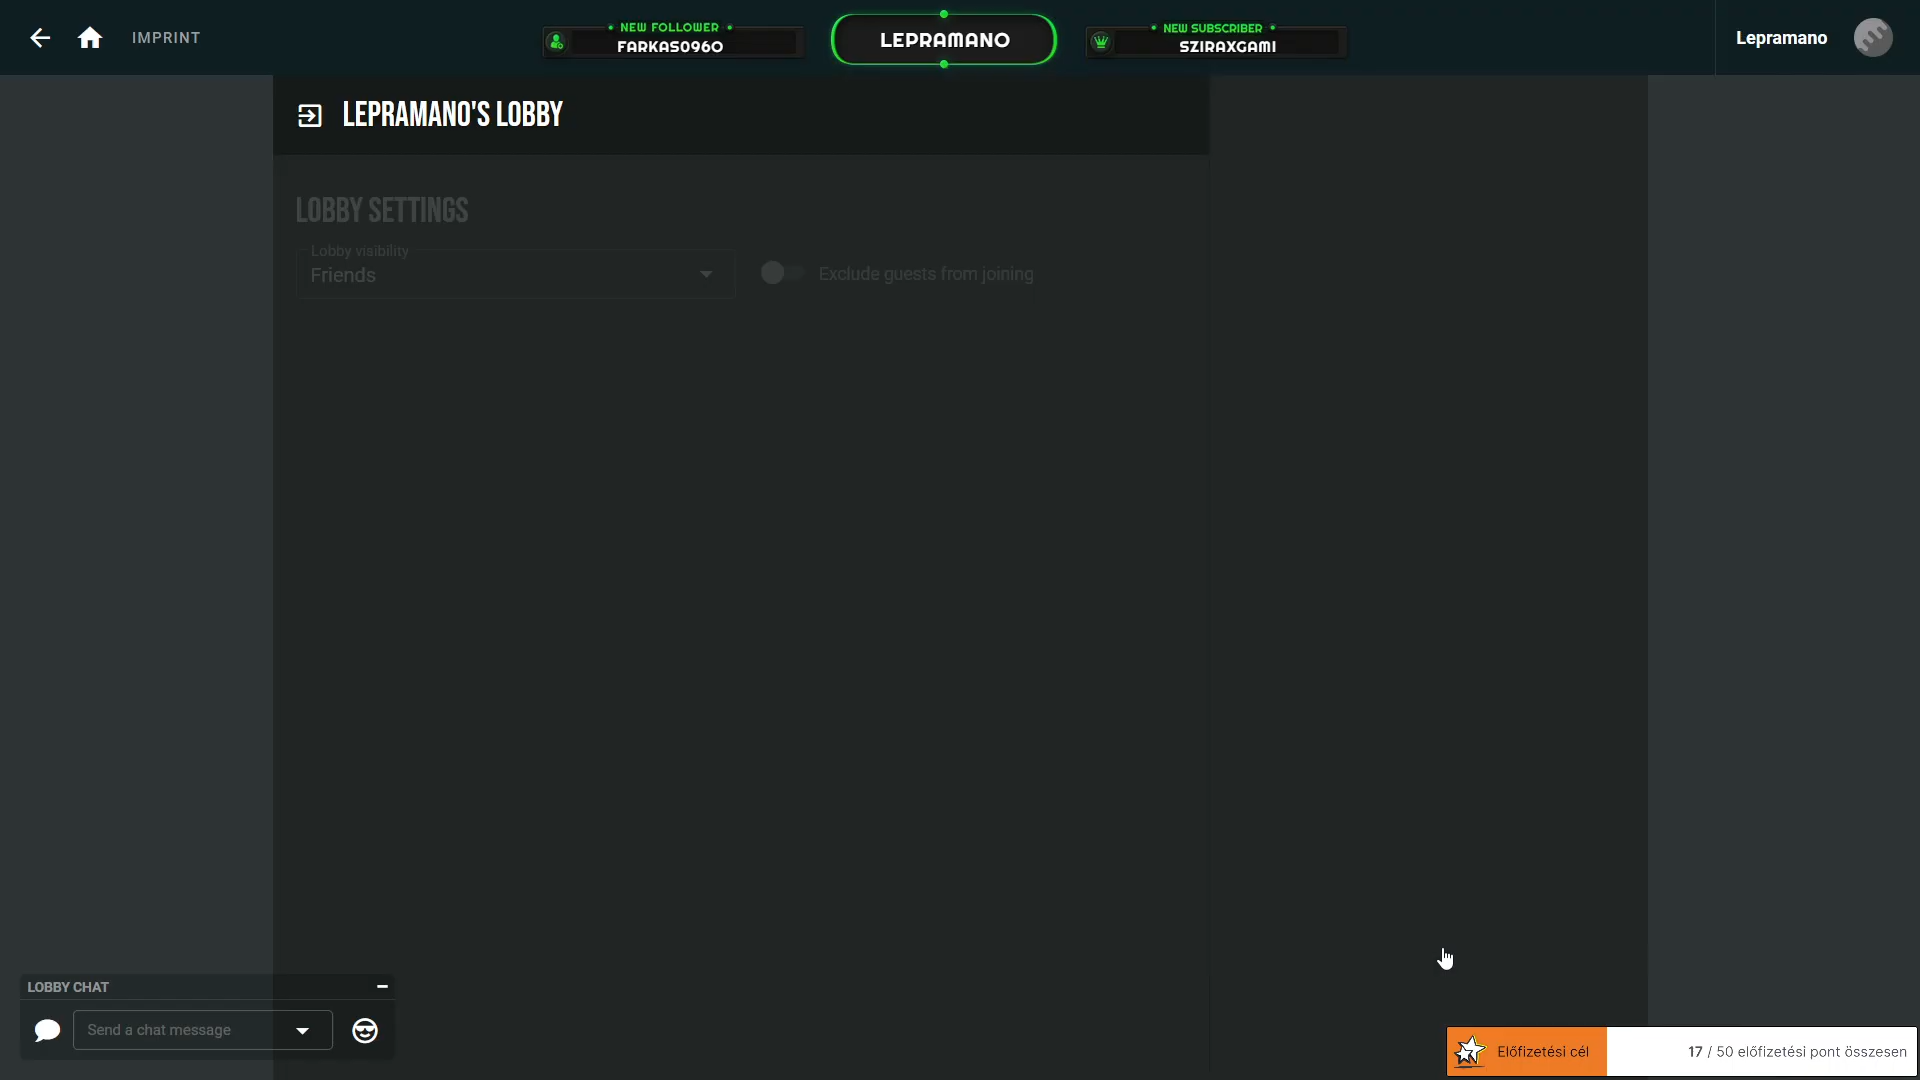 IMPRINT
NEW FOLLOWER
FARKAS0960
LEPRAMANO
NEW SUBSCRIBER
SZIRAXGAMI
Lepramano
LEPRAMANO'S LOBBY
LOBBY SETTINGS
Lobby visibility
Friends
Exclude guests from joining
LOBBY CHAT
Send a chat message
Előfizetési cél
17 / 50 előfizetési pont összesen